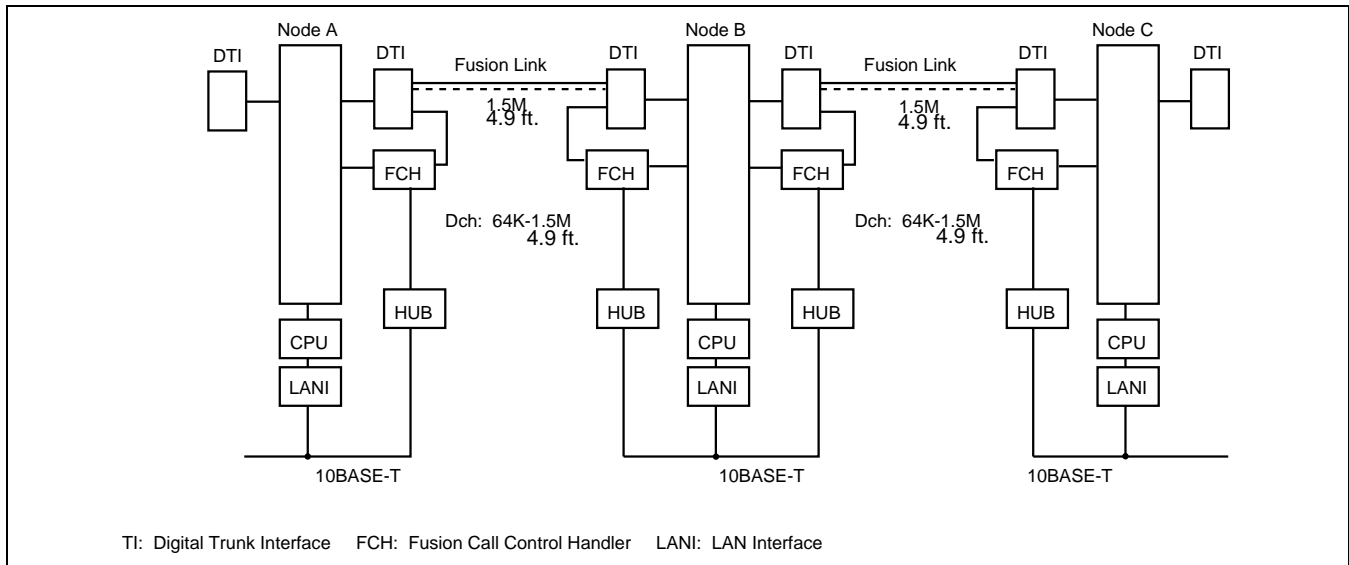 Node A
Node B
Node C
DTI
DTI
DTI
DTI
DTI
DTI
Fusion Link
Fusion Link
1.5M
4.9 ft.
1.5M
4.9 ft.
FCH
FCH
FCH
FCH
Dch: 64K-1.5M
4.9 ft.
Dch: 64K-1.5M
4.9 ft.
HUB
HUB
HUB
HUB
CPU
CPU
CPU
LANI
LANI
LANI
10BASE-T
10BASE-T
10BASE-T
TI: Digital Trunk Interface FCH: Fusion Call Control Handler LANI: LAN Interface